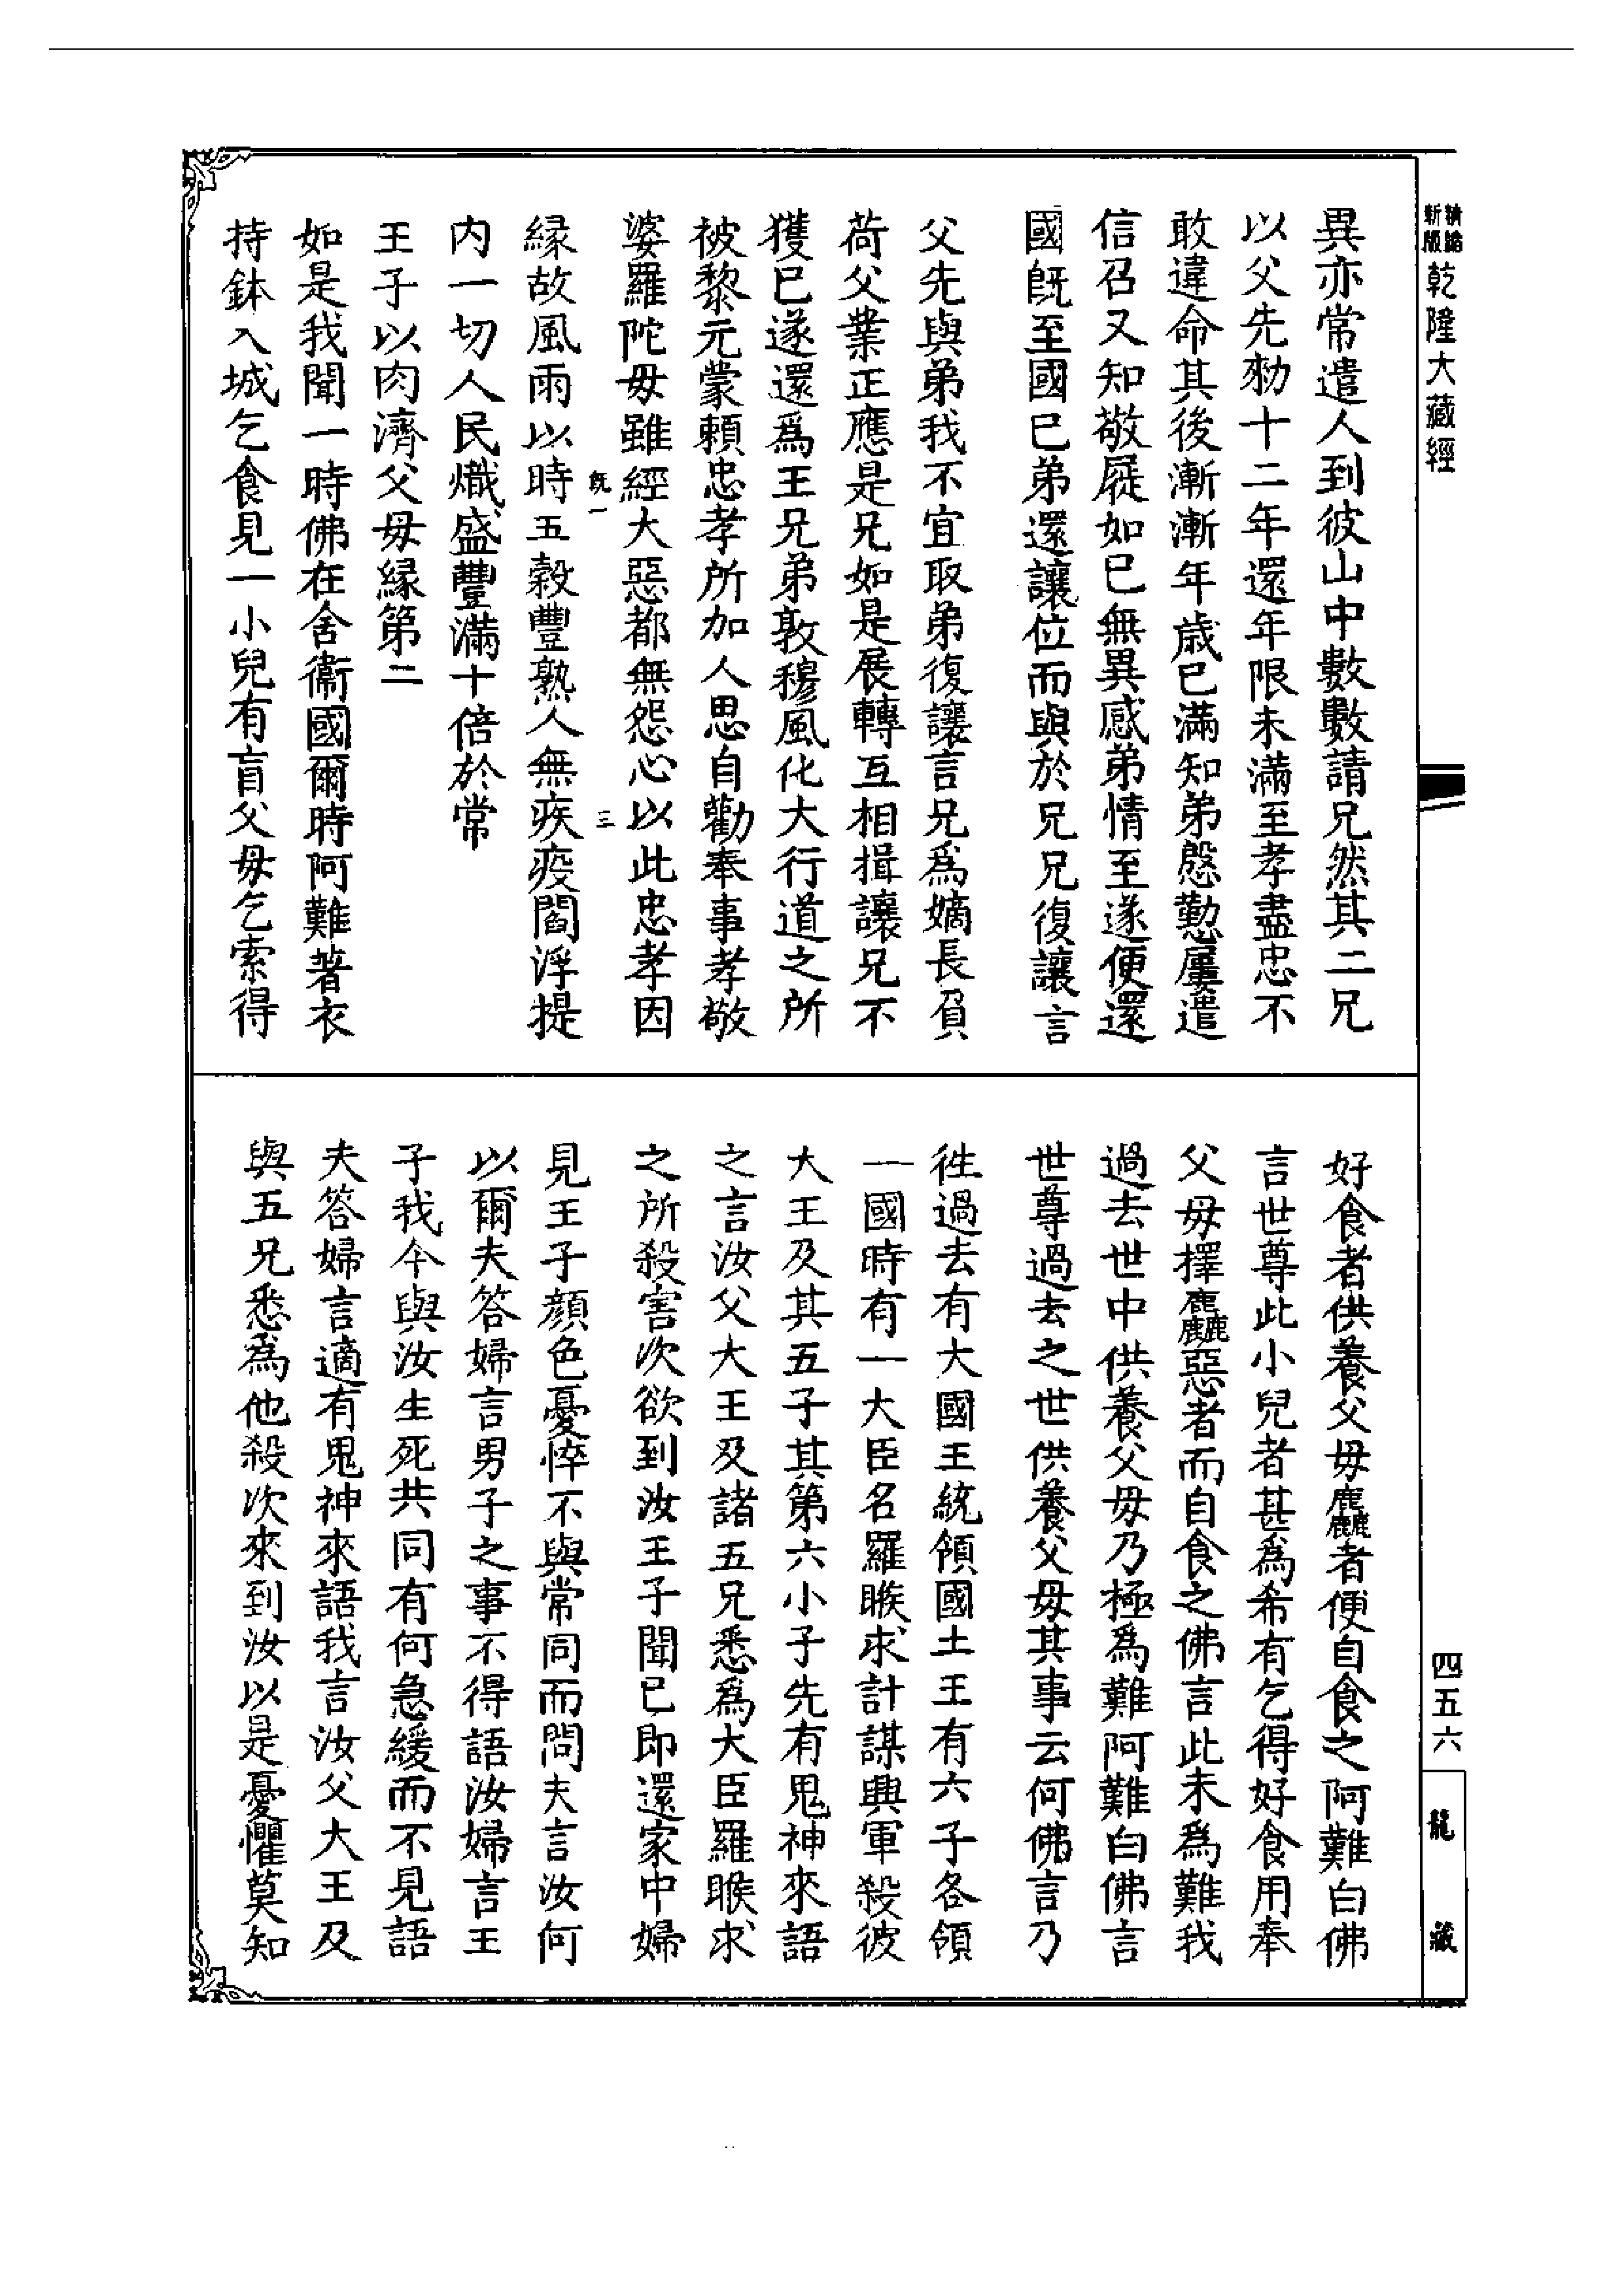 精繪
新版
乾隆大藏經
異亦常遣人到彼山中數數請兄然其二兄
以父先勑十二年還年限未滿至孝盡忠不
敢違命其後漸漸年歲已滿知弟慇懃屢遣
信召又知敬屣如已無異感弟情至遂便還
國既至國已弟還讓位而與於兄兄復讓言
父先與弟我不宜取弟復讓言兄爲嫡長負
荷父業正應是兄如是展轉互相揖讓兄不
獲已遂還爲王兄弟敦穆風化大行道之所
被黎元蒙賴忠孝所加人思自勸奉事孝敬
婆羅陀毋雖經大惡都無怨心以此忠孝因
既一
三
緣故風雨以時五穀豐熟人無疾疫閻浮提
内一切人民熾盛豐滿十倍於常
王子以肉濟父毋緣第二
如是我聞一時佛在舍衞國爾時阿難著衣
持鉢入城乞食見一小兒有盲父毋乞索得
好食者供養父毋麤者便自食之阿難白佛
言世尊此小兒者甚爲希有乞得好食用奉
父毋擇麤惡者而自食之佛言此未爲難我
過去世中供養父毋乃極爲難阿難白佛言
世尊過去之世供養父毋其事云何佛言乃
徃過去有大國王統領國土王有六子各領
一國時有一大臣名羅睺求計謀興軍殺彼
大王及其五子其第六小子先有鬼神來語
之言汝父大王及諸五兄悉爲大臣羅睺求
之所殺害次欲到汝王子聞已即還家中婦
見王子顏色憂悴不與常同而問夫言汝何
以爾夫答婦言男子之事不得語汝婦言王
子我今與汝生死共同有何急緩而不見語
夫答婦言適有鬼神來語我言汝父大王及
與五兄悉爲他殺次來到汝以是憂懼莫知
四五六
龍藏